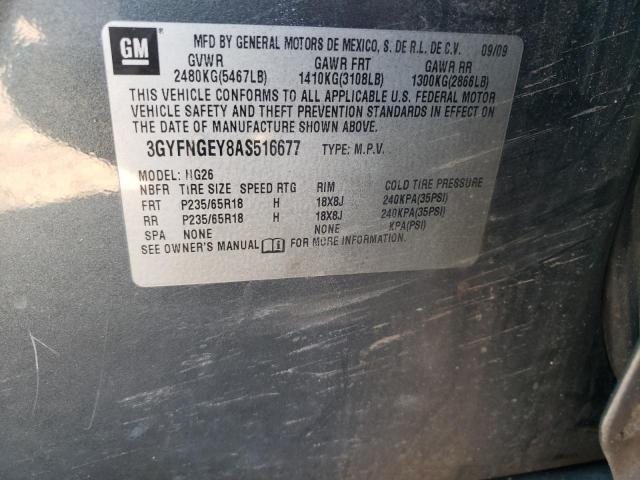 GM
MFD BY GENERAL MOTORS DE MEXICO, S. DE R.L. DE C.V. 09/09
GVWR GAWR FRT GAWR RR
2480KG(5467LB) 1410KG(3108LB) 1300KG(2866LB)
THIS VEHICLE CONFORMS TO ALL APPLICABLE U.S. FEDERAL MOTOR
VEHICLE SAFETY AND THEFT PREVENTION STANDARDS IN EFFECT ON
THE DATE OF MANUFACTURE SHOWN ABOVE.
3GYFNGEY8AS516677 TYPE: M.P.V.
MODEL: NG26
NBFR TIRE SIZE SPEED RTG RIM COLD TIRE PRESSURE
FRT P235/65R18 H 18X8J 240KPA(35PSI)
RR P235/65R18 H 18X8J 240KPA(35PSI)
SPA NONE NONE KPA(PSI)
SEE OWNER'S MANUAL FOR MORE INFORMATION.